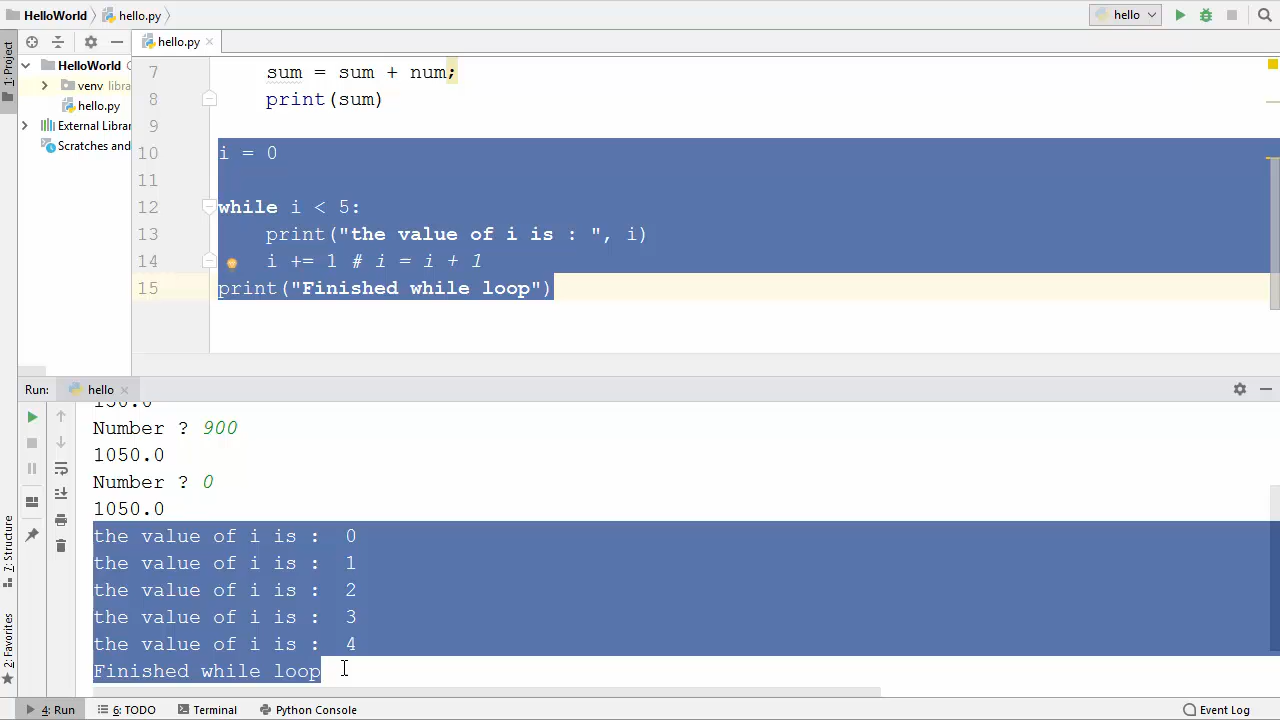 HelloWorld hello.py hello
1: Project
hello.py
HelloWorld
venv libra
hello.py
External Librar
Scratches and
7 sum = sum + num;
8 print(sum)
9
10 i = 0
11
12 while i < 5:
13 print("the value of i is : ", i)
14 i += 1 # i = i + 1
15 print("Finished while loop")
Run: hello
Number ? 900
1050.0
Number ? 0
1050.0
the value of i is : 0
the value of i is : 1
the value of i is : 2
the value of i is : 3
the value of i is : 4
Finished while loop
7: Structure
2: Favorites
4: Run 6: TODO Terminal Python Console Event Log